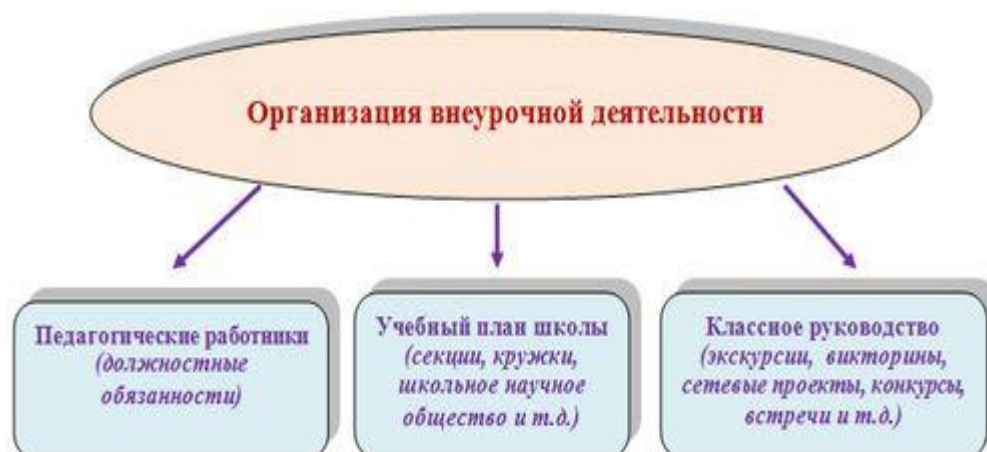 Организация внеурочной деятельности
Педагогические работники
(должностные
обязанности)
Учебный план школы
(секции, кружки,
школьное научное
общество и т.д.)
Классное руководство
(экскурсии, викторины,
сетевые проекты, конкурсы,
встречи и т.д.)